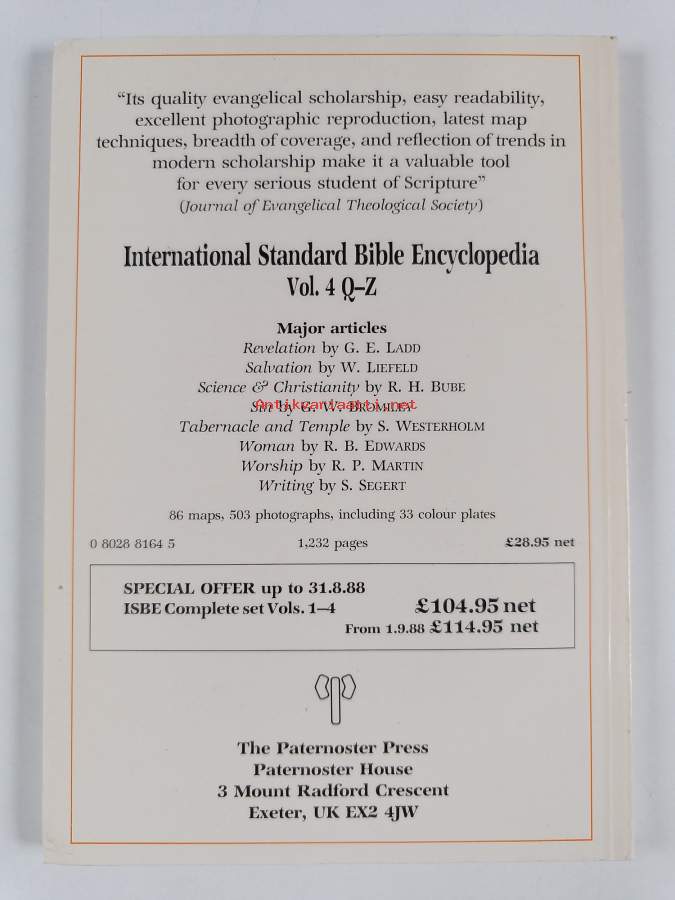 “Its quality evangelical scholarship, easy readability,
excellent photographic reproduction, latest map
techniques, breadth of coverage, and reflection of trends in
modern scholarship make it a valuable tool
for every serious student of Scripture”
(Journal of Evangelical Theological Society)
International Standard Bible Encyclopedia
Vol. 4 Q–Z
Major articles
Revelation by G. E. LADD
Salvation by W. LIEFELD
Science & Christianity by R. H. BUBE
Sin by G. W. BROMILEY
Antikvariaatti.net
Tabernacle and Temple by S. WESTERHOLM
Woman by R. B. EDWARDS
Worship by R. P. MARTIN
Writing by S. SEGERT
86 maps, 503 photographs, including 33 colour plates
0 8028 8164 5 1,232 pages £28.95 net
SPECIAL OFFER up to 31.8.88
ISBE Complete set Vols. 1–4 £104.95 net
From 1.9.88 £114.95 net
The Paternoster Press
Paternoster House
3 Mount Radford Crescent
Exeter, UK EX2 4JW